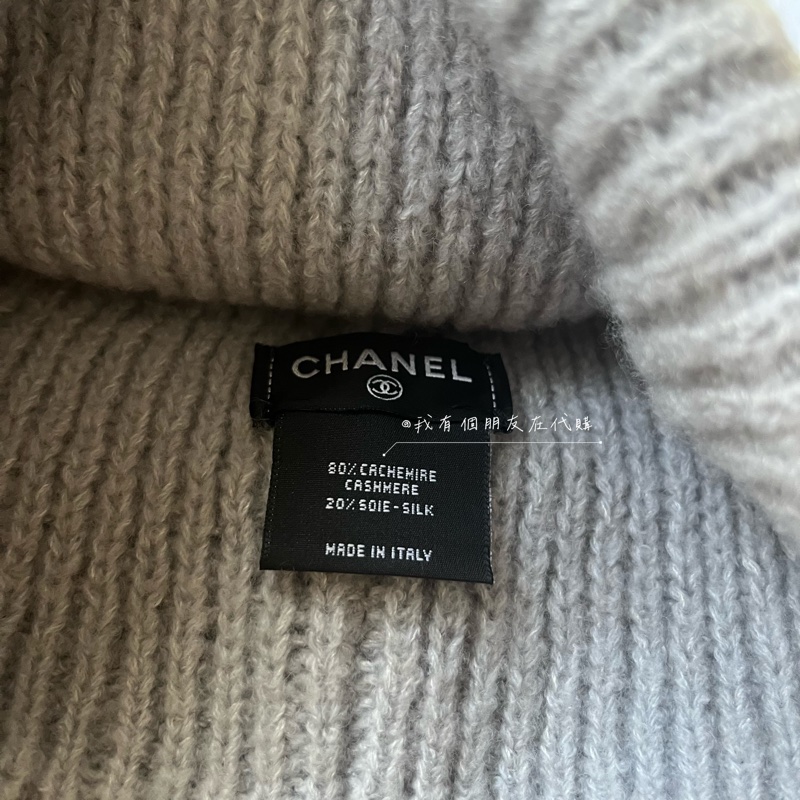 CHANEL
@我有個朋友在代購
80% CACHEMIRE
CASHMERE
20% SOIE-SILK
MADE IN ITALY